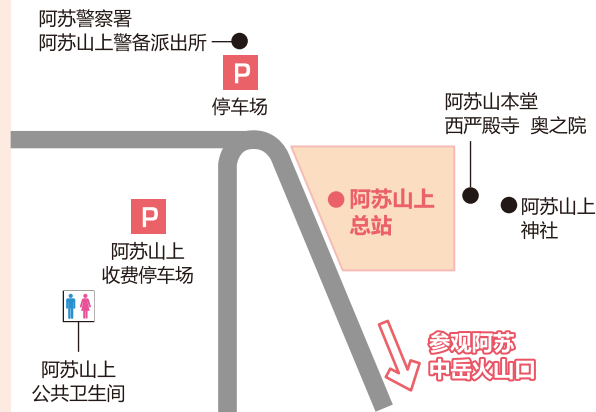 阿苏警察署
阿苏山上警备派出所
P
停车场
阿苏山本堂
西严殿寺 奥之院
阿苏山上
总站
阿苏山上
神社
P
阿苏山上
收费停车场
阿苏山上
公共卫生间
参观阿苏
中岳火山口